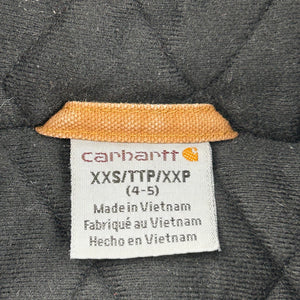 carhartt
XXS/TTP/XXP
(4-5)
Made in Vietnam
Fabriqué au Vietnam
Hecho en Vietnam